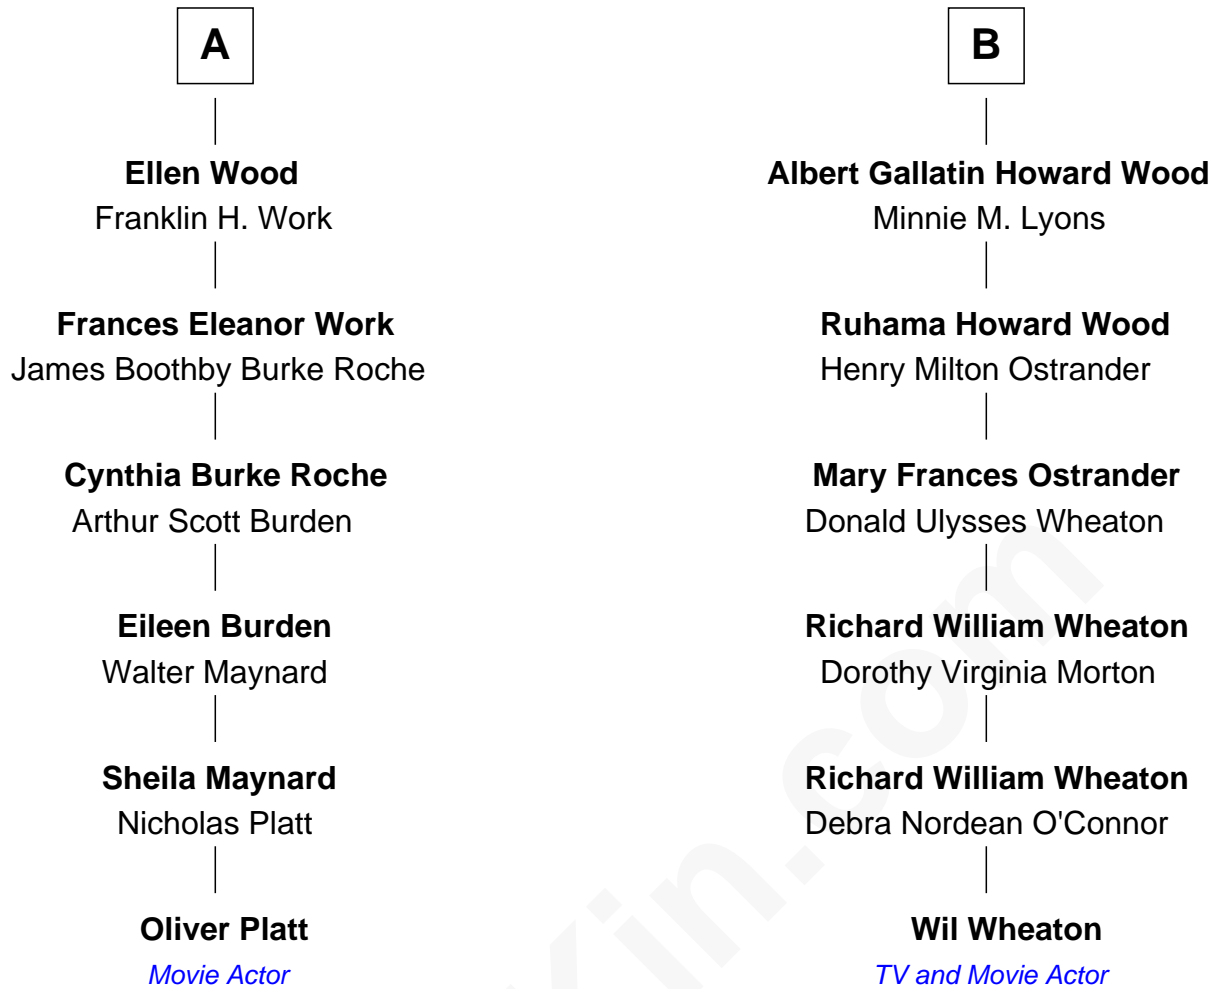 A
Ellen Wood
Franklin H. Work
Frances Eleanor Work
James Boothby Burke Roche
Cynthia Burke Roche
Arthur Scott Burden
Eileen Burden
Walter Maynard
Sheila Maynard
Nicholas Platt
Oliver Platt
Movie Actor
B
Albert Gallatin Howard Wood
Minnie M. Lyons
Ruhama Howard Wood
Henry Milton Ostrander
Mary Frances Ostrander
Donald Ulysses Wheaton
Richard William Wheaton
Dorothy Virginia Morton
Richard William Wheaton
Debra Nordean O'Connor
Wil Wheaton
TV and Movie Actor
Kin.com